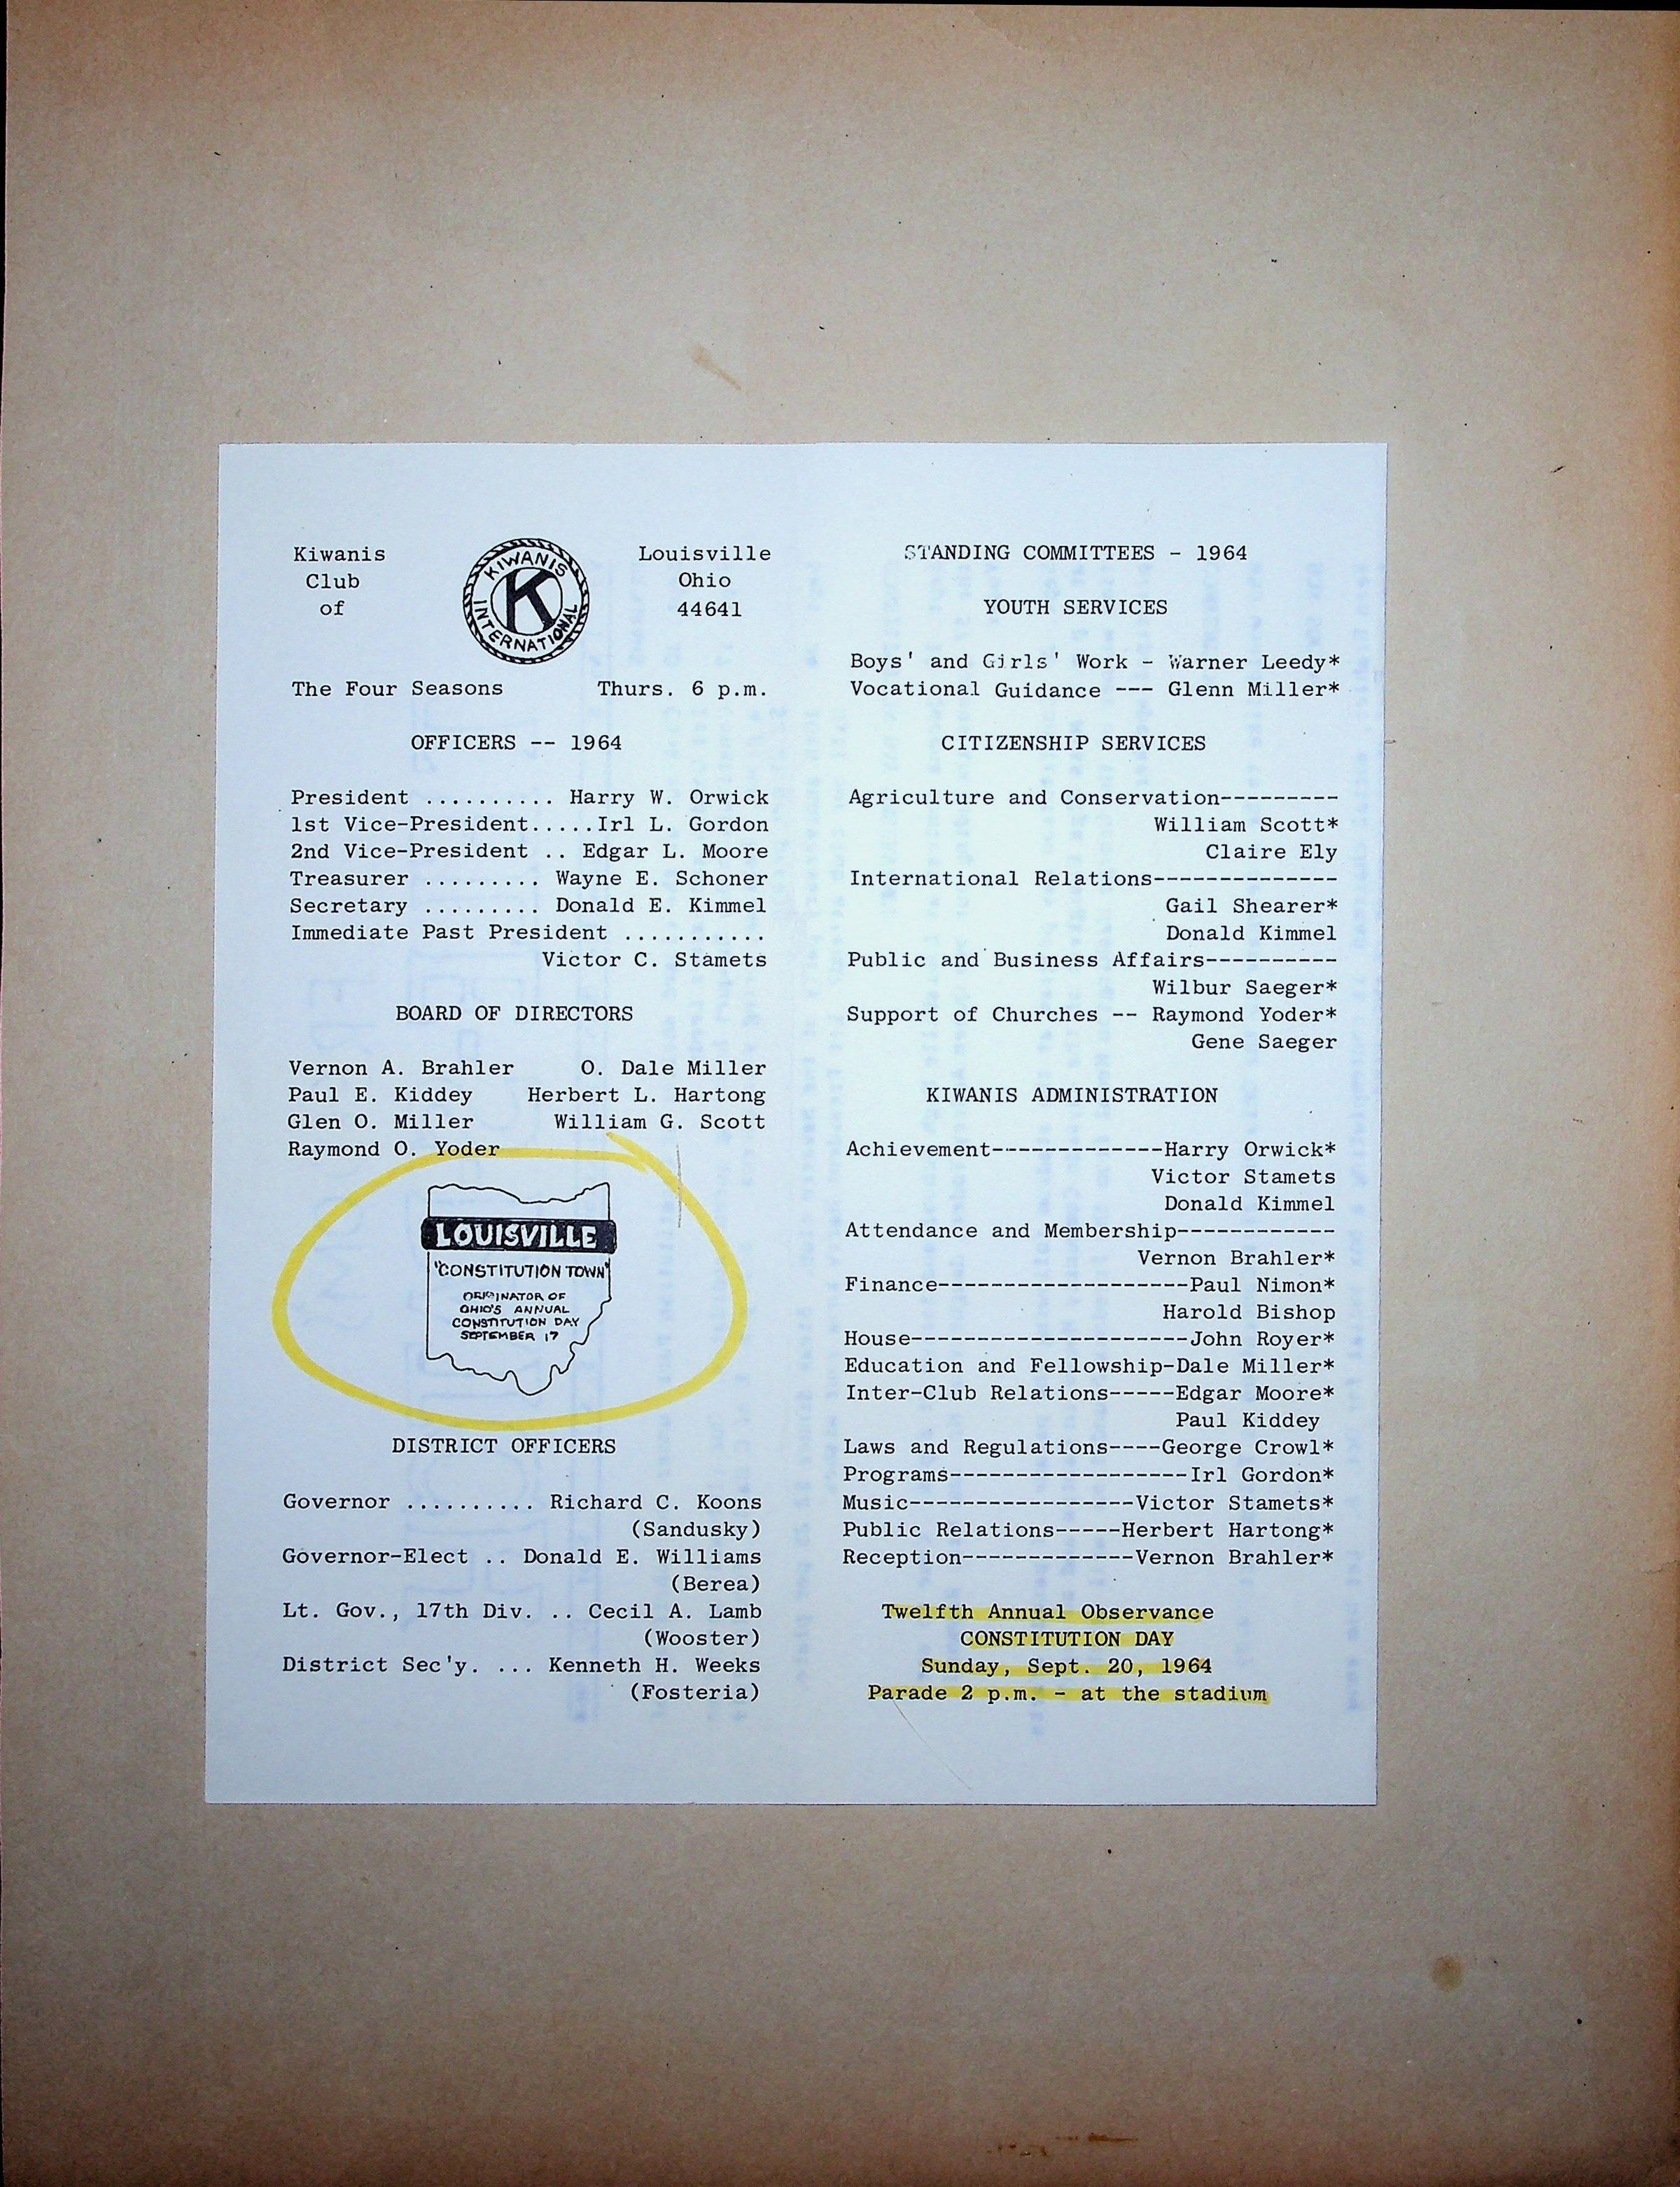 Kiwanis
Club
of
KIWANIS
K
INTERNATIONAL
Louisville
Ohio
44641
The Four Seasons Thurs. 6 p.m.
OFFICERS -- 1964
President .......... Harry W. Orwick
1st Vice-President.....Irl L. Gordon
2nd Vice-President .. Edgar L. Moore
Treasurer ......... Wayne E. Schoner
Secretary ......... Donald E. Kimmel
Immediate Past President ...........
Victor C. Stamets
BOARD OF DIRECTORS
Vernon A. Brahler O. Dale Miller
Paul E. Kiddey Herbert L. Hartong
Glen O. Miller William G. Scott
Raymond O. Yoder
LOUISVILLE
"CONSTITUTION TOWN"
ORIGINATOR OF
OHIO'S ANNUAL
CONSTITUTION DAY
SEPTEMBER 17
DISTRICT OFFICERS
Governor .......... Richard C. Koons
(Sandusky)
Governor-Elect .. Donald E. Williams
(Berea)
Lt. Gov., 17th Div. .. Cecil A. Lamb
(Wooster)
District Sec'y. ... Kenneth H. Weeks
(Fosteria)
STANDING COMMITTEES - 1964
YOUTH SERVICES
Boys' and Girls' Work - Warner Leedy*
Vocational Guidance --- Glenn Miller*
CITIZENSHIP SERVICES
Agriculture and Conservation---------
William Scott*
Claire Ely
International Relations--------------
Gail Shearer*
Donald Kimmel
Public and Business Affairs----------
Wilbur Saeger*
Support of Churches -- Raymond Yoder*
Gene Saeger
KIWANIS ADMINISTRATION
Achievement-------------Harry Orwick*
Victor Stamets
Donald Kimmel
Attendance and Membership------------
Vernon Brahler*
Finance-------------------Paul Nimon*
Harold Bishop
House---------------------John Royer*
Education and Fellowship-Dale Miller*
Inter-Club Relations-----Edgar Moore*
Paul Kiddey
Laws and Regulations----George Crowl*
Programs------------------Irl Gordon*
Music-----------------Victor Stamets*
Public Relations-----Herbert Hartong*
Reception-------------Vernon Brahler*
Twelfth Annual Observance
CONSTITUTION DAY
Sunday, Sept. 20, 1964
Parade 2 p.m. - at the stadium